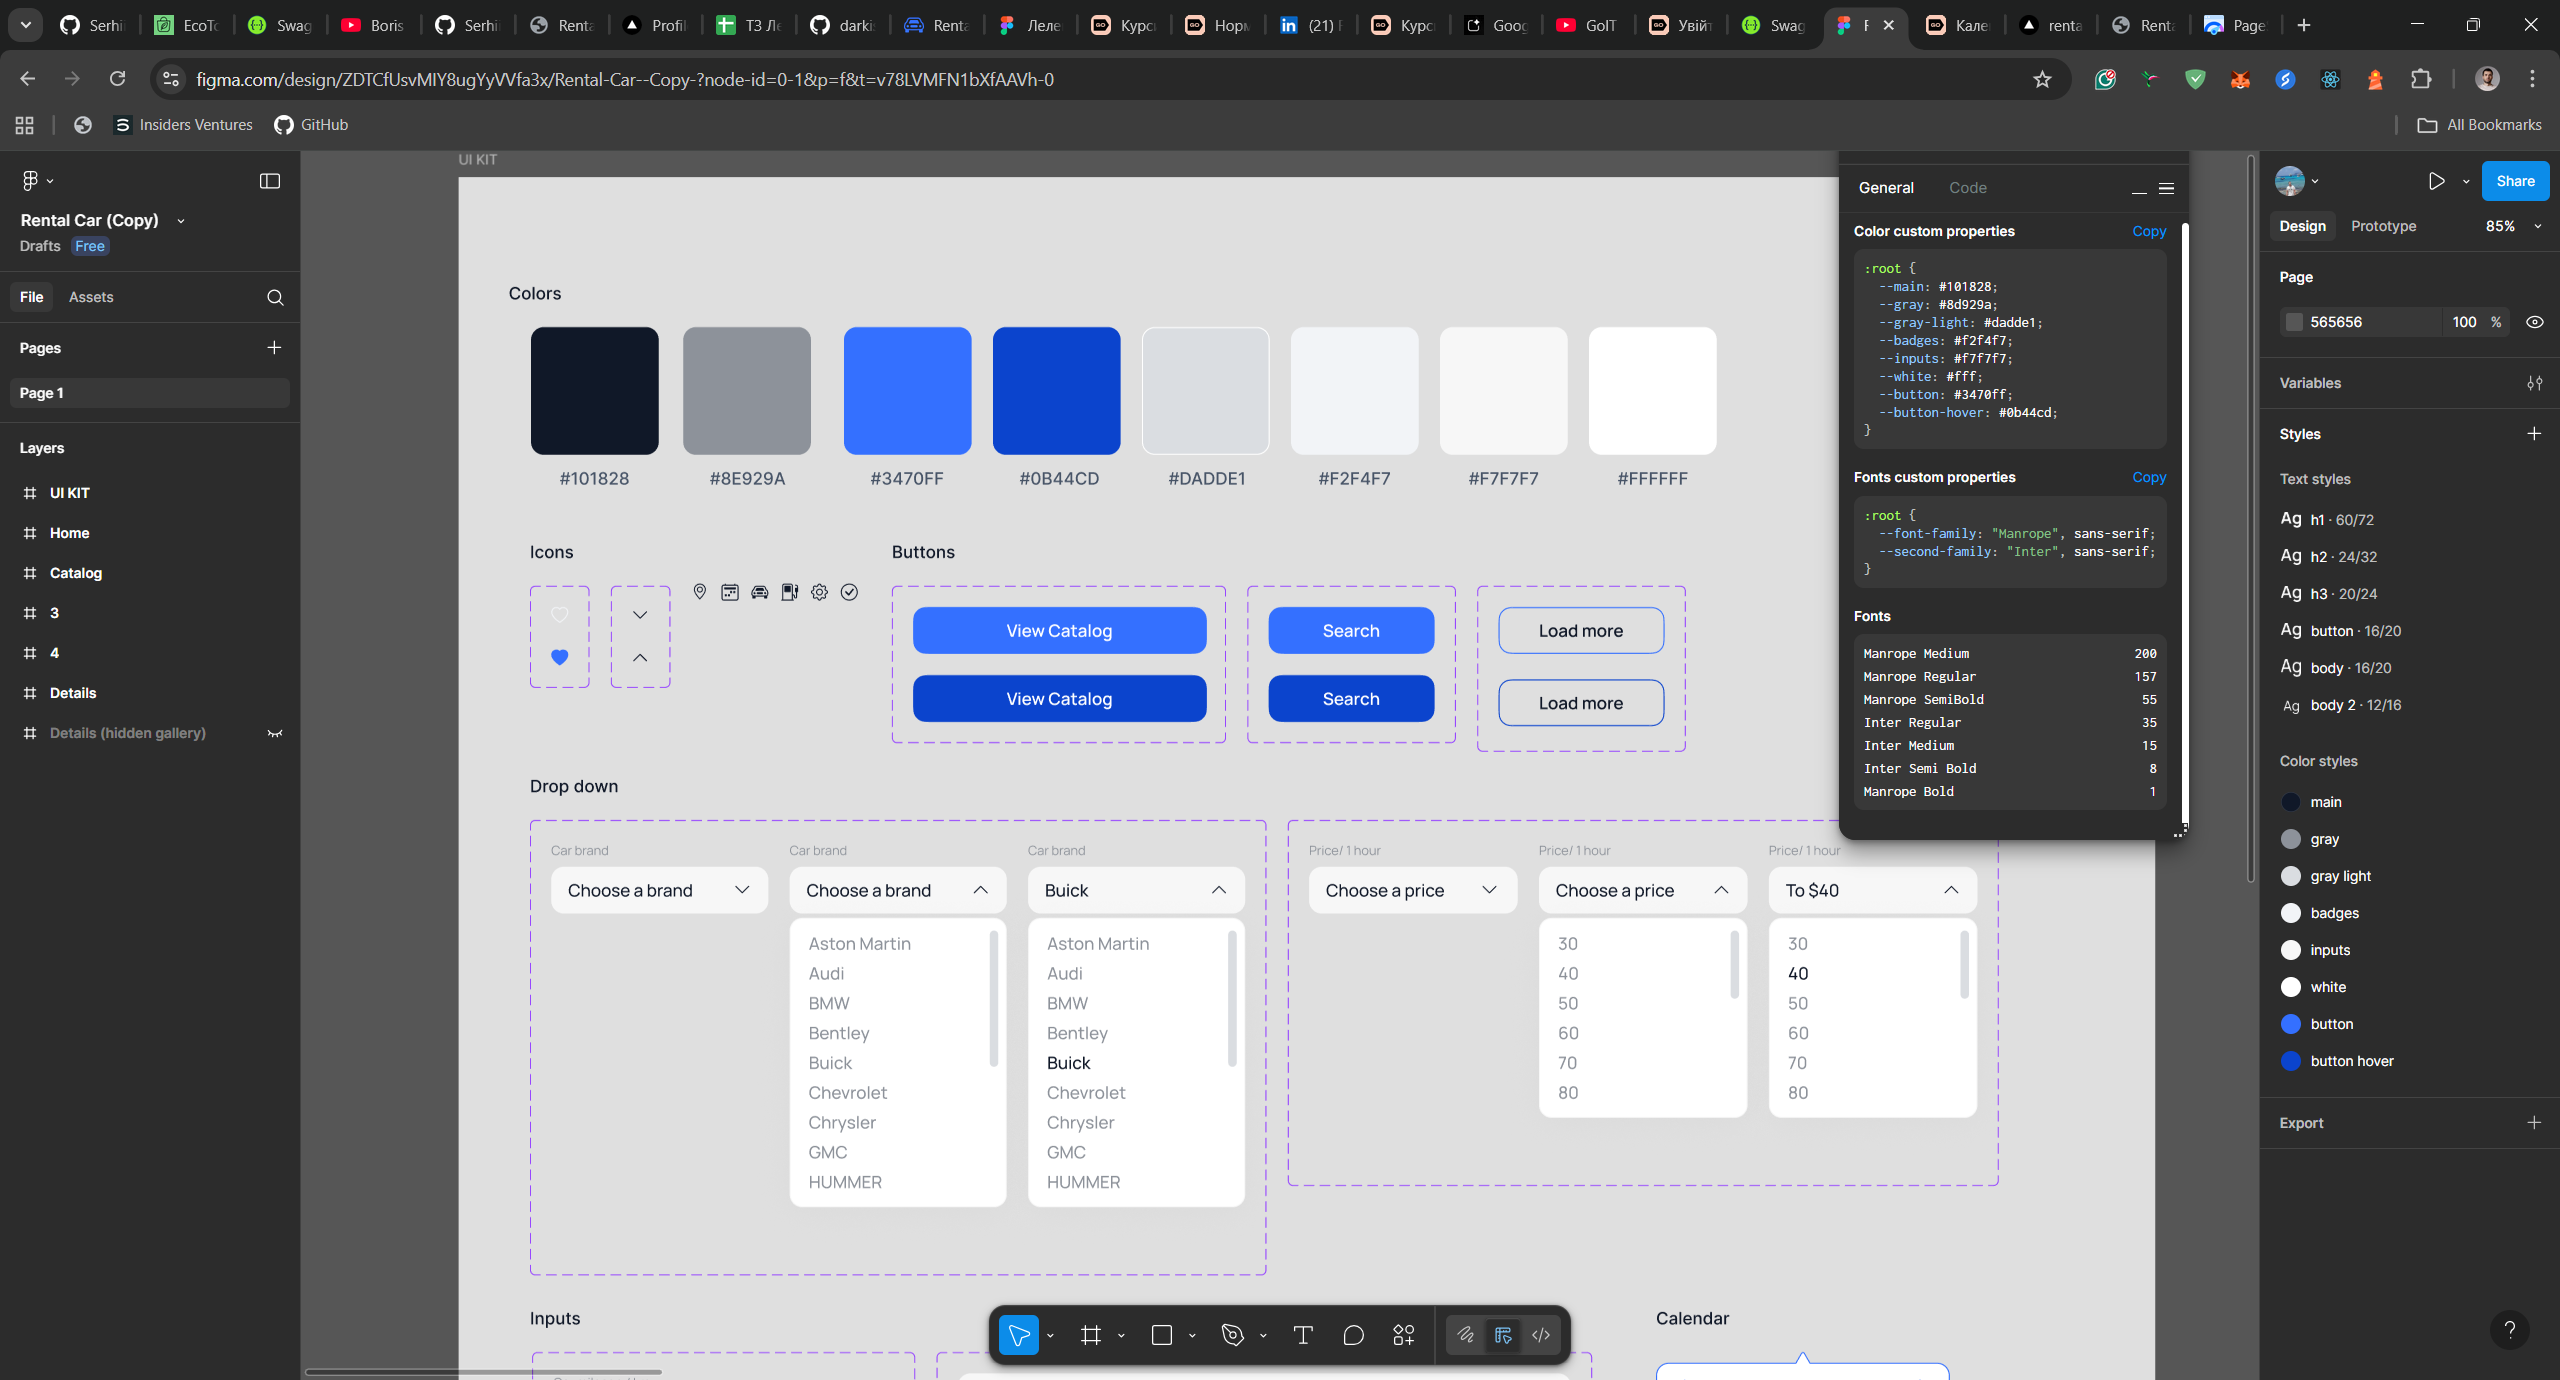 Serhii
EcoTo
Swag
Boris
Serhii
Renta
Profil
ТЗ Ле
darkis
Renta
Леле
Курс
Норм
(21) F
Курс
Goog
GoIT
Увійт
Swag
F
Кале
renta
Renta
Page
figma.com/design/ZDTCfUsvMlY8ugYyVVfa3x/Rental-Car--Copy-?node-id=0-1&p=f&t=v78LVMFN1bXfAAVh-0
Insiders Ventures
GitHub
All Bookmarks
Rental Car (Copy)
Drafts Free
File Assets
Pages
Page 1
Layers
UI KIT
Home
Catalog
3
4
Details
Details (hidden gallery)
UI KIT
Colors
#101828 #8E929A #3470FF #0B44CD #DADDE1 #F2F4F7 #F7F7F7 #FFFFFF
Icons
Buttons
View Catalog Search Load more
View Catalog Search Load more
Drop down
Car brand Car brand Car brand Price/ 1 hour Price/ 1 hour Price/ 1 hour
Choose a brand Choose a brand Buick Choose a price Choose a price To $40
Aston Martin Aston Martin 30 30
Audi Audi 40 40
BMW BMW 50 50
Bentley Bentley 60 60
Buick Buick 70 70
Chevrolet Chevrolet 80 80
Chrysler Chrysler
GMC GMC
HUMMER HUMMER
Inputs
Calendar
General Code
Color custom properties Copy
:root {
--main: #101828;
--gray: #8d929a;
--gray-light: #dadde1;
--badges: #f2f4f7;
--inputs: #f7f7f7;
--white: #fff;
--button: #3470ff;
--button-hover: #0b44cd;
}
Fonts custom properties Copy
:root {
--font-family: "Manrope", sans-serif;
--second-family: "Inter", sans-serif;
}
Fonts
Manrope Medium 200
Manrope Regular 157
Manrope SemiBold 55
Inter Regular 35
Inter Medium 15
Inter Semi Bold 8
Manrope Bold 1
Share
Design Prototype 85%
Page
565656 100 %
Variables
Styles
Text styles
Ag h1 · 60/72
Ag h2 · 24/32
Ag h3 · 20/24
Ag button · 16/20
Ag body · 16/20
Ag body 2 · 12/16
Color styles
main
gray
gray light
badges
inputs
white
button
button hover
Export
?